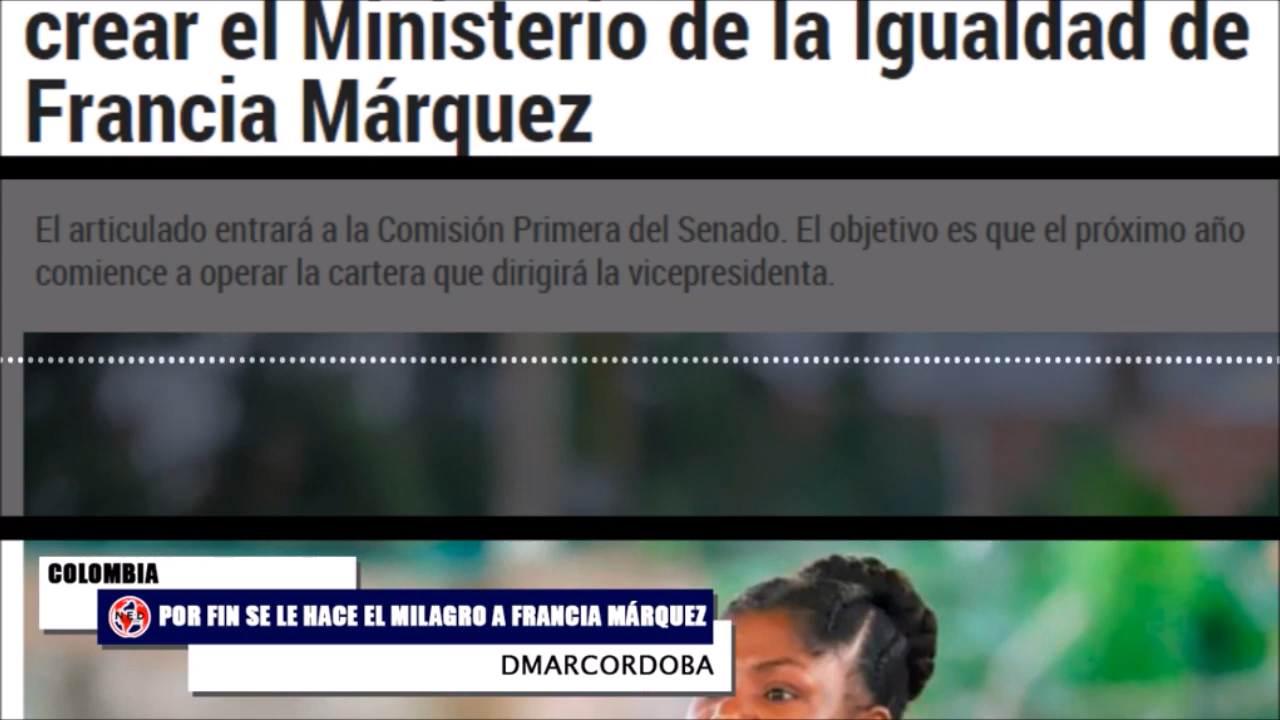 crear el Ministerio de la Igualdad de
Francia Márquez
El articulado entrará a la Comisión Primera del Senado. El objetivo es que el próximo año
comience a operar la cartera que dirigirá la vicepresidenta.
COLOMBIA
POR FIN SE LE HACE EL MILAGRO A FRANCIA MÁRQUEZ
DMARCORDOBA